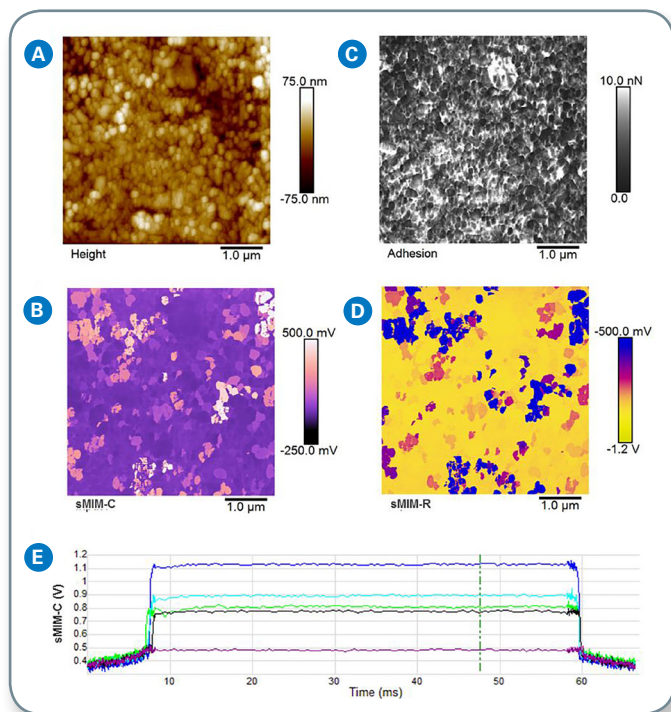 A
75.0 nm
-75.0 nm
Height
1.0 µm
C
10.0 nN
0.0
Adhesion
1.0 µm
B
500.0 mV
-250.0 mV
sMIM-C
1.0 µm
D
-500.0 mV
-1.2 V
sMIM-R
1.0 µm
E
sMIM-C (V)
1.2
1.1
1.0
0.9
0.8
0.7
0.6
0.5
0.4
10 20 30 40 50 60
Time (ms)